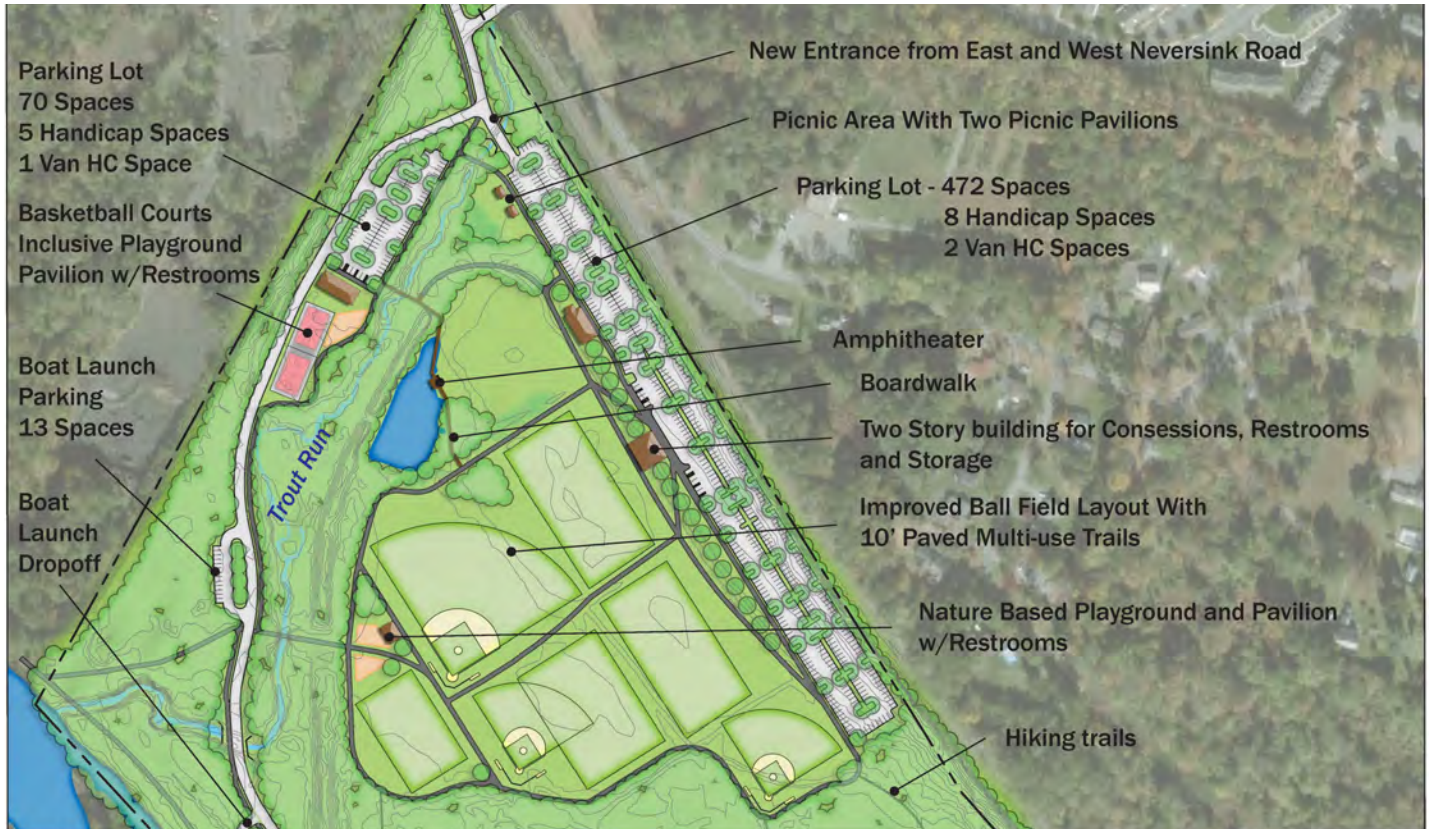 Parking Lot
70 Spaces
5 Handicap Spaces
1 Van HC Space
Basketball Courts
Inclusive Playground
Pavilion w/Restrooms
Boat Launch
Parking
13 Spaces
Boat
Launch
Dropoff
Trout Run
New Entrance from East and West Neversink Road
Picnic Area With Two Picnic Pavilions
Parking Lot - 472 Spaces
8 Handicap Spaces
2 Van HC Spaces
Amphitheater
Boardwalk
Two Story building for Consessions, Restrooms
and Storage
Improved Ball Field Layout With
10' Paved Multi-use Trails
Nature Based Playground and Pavilion
w/Restrooms
Hiking trails